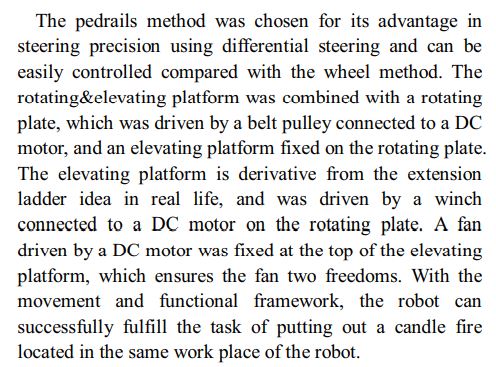 The pedrails method was chosen for its advantage in
steering precision using differential steering and can be
easily controlled compared with the wheel method. The
rotating&elevating platform was combined with a rotating
plate, which was driven by a belt pulley connected to a DC
motor, and an elevating platform fixed on the rotating plate.
The elevating platform is derivative from the extension
ladder idea in real life, and was driven by a winch
connected to a DC motor on the rotating plate. A fan
driven by a DC motor was fixed at the top of the elevating
platform, which ensures the fan two freedoms. With the
movement and functional framework, the robot can
successfully fulfill the task of putting out a candle fire
located in the same work place of the robot.